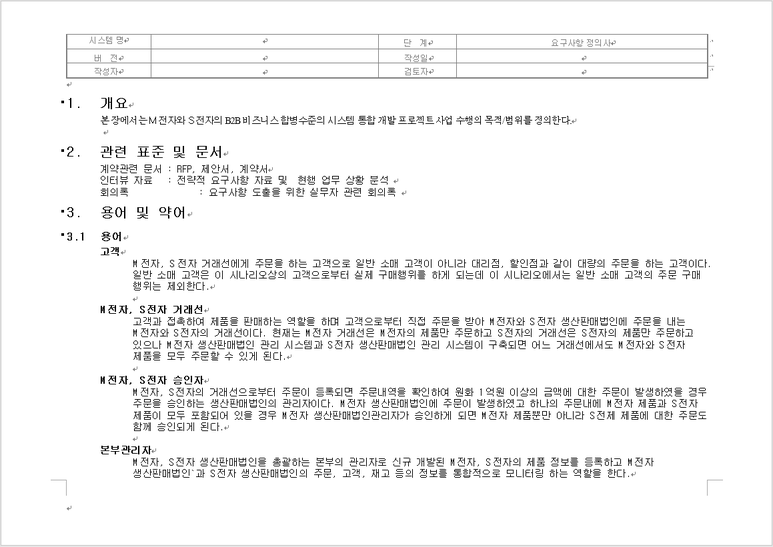 시스템 명 단 계 요구사항 정의서
버 전 작성일
작성자 검토자
1. 개요
본 장에서는 M전자와 S전자의 B2B 비즈니스 합병수준의 시스템 통합 개발 프로젝트 사업 수행의 목적/범위를 정의한다.
2. 관련 표준 및 문서
계약관련 문서 : RFP, 제안서, 계약서
인터뷰 자료 : 전략적 요구사항 자료 및 현행 업무 상황 분석
회의록 : 요구사항 도출을 위한 실무자 관련 회의록
3. 용어 및 약어
3.1 용어
고객
M전자, S전자 거래선에게 주문을 하는 고객으로 일반 소매 고객이 아니라 대리점, 할인점과 같이 대량의 주문을 하는 고객이다.
일반 소매 고객은 이 시나리오상의 고객으로부터 실제 구매행위를 하게 되는데 이 시나리오에서는 일반 소매 고객의 주문 구매
행위는 제외한다.
M전자, S전자 거래선
고객과 접촉하여 제품을 판매하는 역할을 하며 고객으로부터 직접 주문을 받아 M전자와 S전자 생산판매법인에 주문을 내는
M전자와 S전자의 거래선이다. 현재는 M전자 거래선은 M전자의 제품만 주문하고 S전자의 거래선은 S전자의 제품만 주문하고
있으나 M전자 생산판매법인 관리 시스템과 S전자 생산판매법인 관리 시스템이 구축되면 어느 거래선에서도 M전자와 S전자
제품을 모두 주문할 수 있게 된다.
M전자, S전자 승인자
M전자, S전자의 거래선으로부터 주문이 등록되면 주문내역을 확인하여 원화 1억원 이상의 금액에 대한 주문이 발생하였을 경우
주문을 승인하는 생산판매법인의 관리자이다. M전자 생산판매법인에 주문이 발생하였고 하나의 주문내에 M전자 제품과 S전자
제품이 모두 포함되어 있을 경우 M전자 생산판매법인관리자가 승인하게 되면 M전자 제품뿐만 아니라 S전제 제품에 대한 주문도
함께 승인되게 된다.
본부관리자
M전자, S전자 생산판매법인을 총괄하는 본부의 관리자로 신규 개발된 M전자, S전자의 제품 정보를 등록하고 M전자
생산판매법인`과 S전자 생산판매법인의 주문, 고객, 재고 등의 정보를 통합적으로 모니터링 하는 역할을 한다.